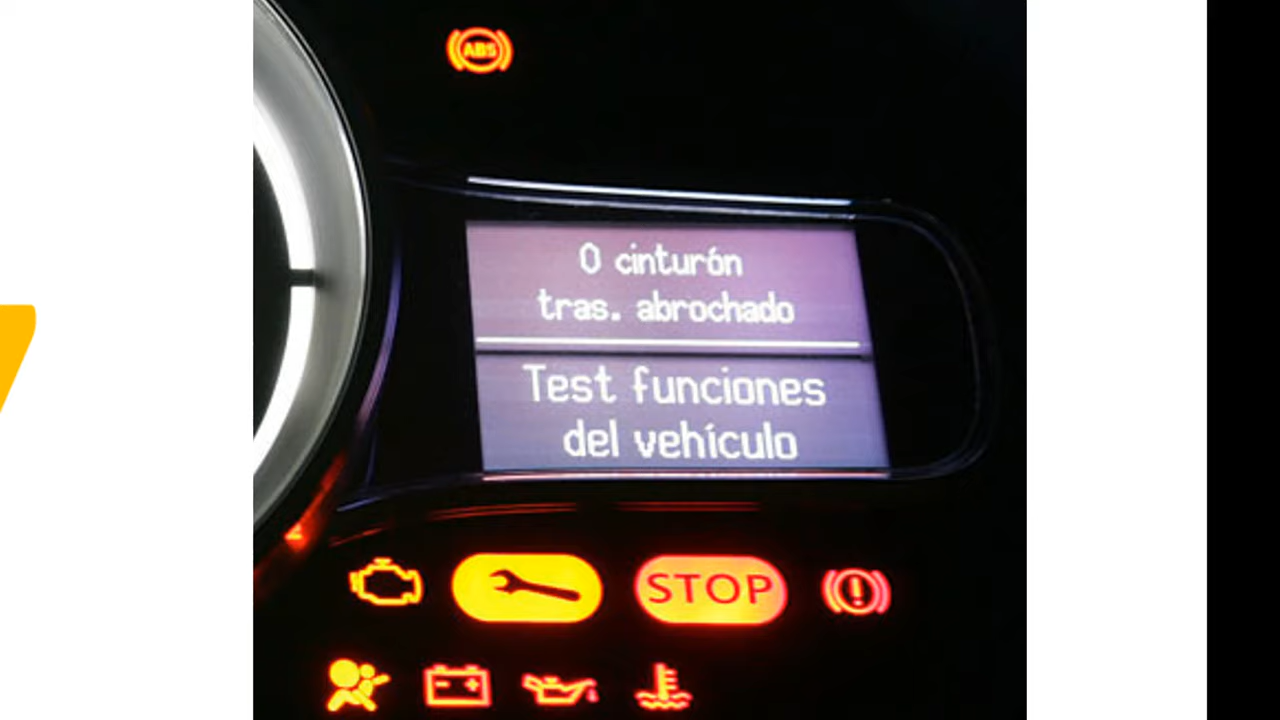 ABS
0 cinturón
tras. abrochado
Test funciones
del vehículo
STOP